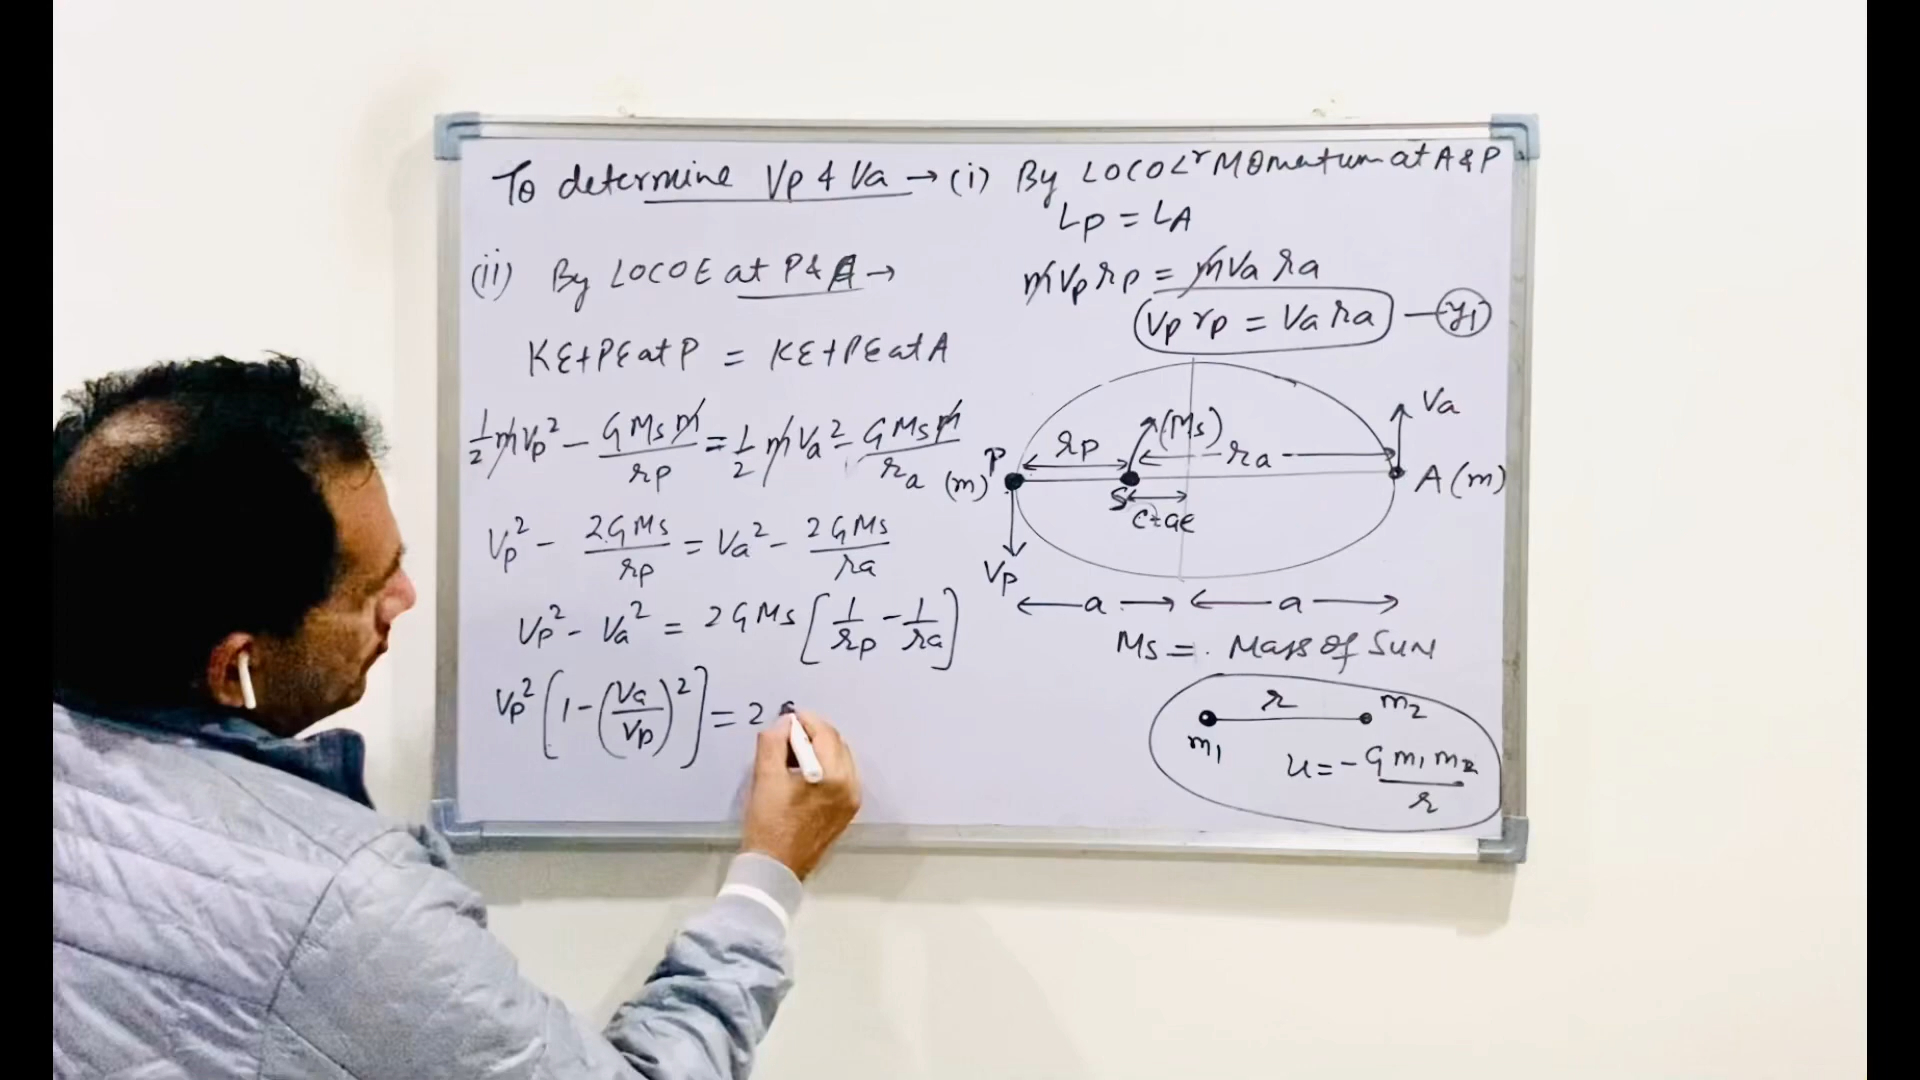 To determine Vp & Va → (i) By LOCO L^r MOmentum at A & P
Lp = LA
m Vp rp = m Va ra
Vp rp = Va ra — y1
(ii) By LOCOE at P & A →
KE + PE at P = KE + PE at A
1/2 m Vp² − G Ms m / rp = 1/2 m Va² − G Ms m / ra
Vp² − 2GMs / rp = Va² − 2GMs / ra
Vp² − Va² = 2GMs [1/rp − 1/ra]
Vp² [1 − (Va/Vp)²] = 2
Va
(Ms)
rp
ra
P
(m)
A (m)
S
C = ae
Vp
a
a
Ms = Mass of Sun
r
m1
m2
u = − G m1 m2 / r